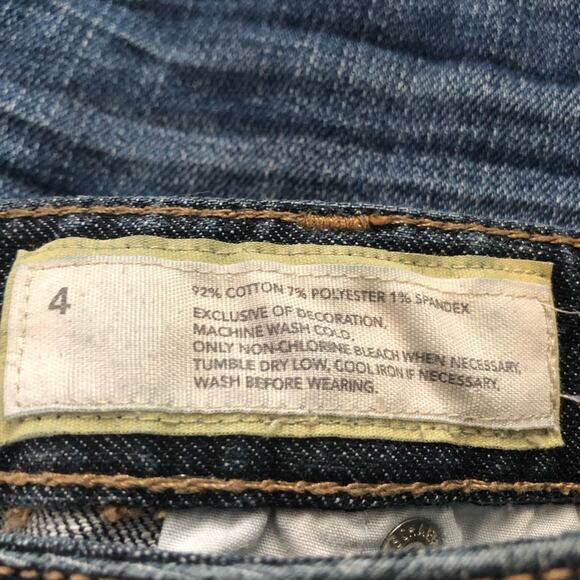 4
92% COTTON 7% POLYESTER 1% SPANDEX
EXCLUSIVE OF DECORATION.
MACHINE WASH COLD.
ONLY NON-CHLORINE BLEACH WHEN NECESSARY.
TUMBLE DRY LOW, COOL IRON IF NECESSARY.
WASH BEFORE WEARING.